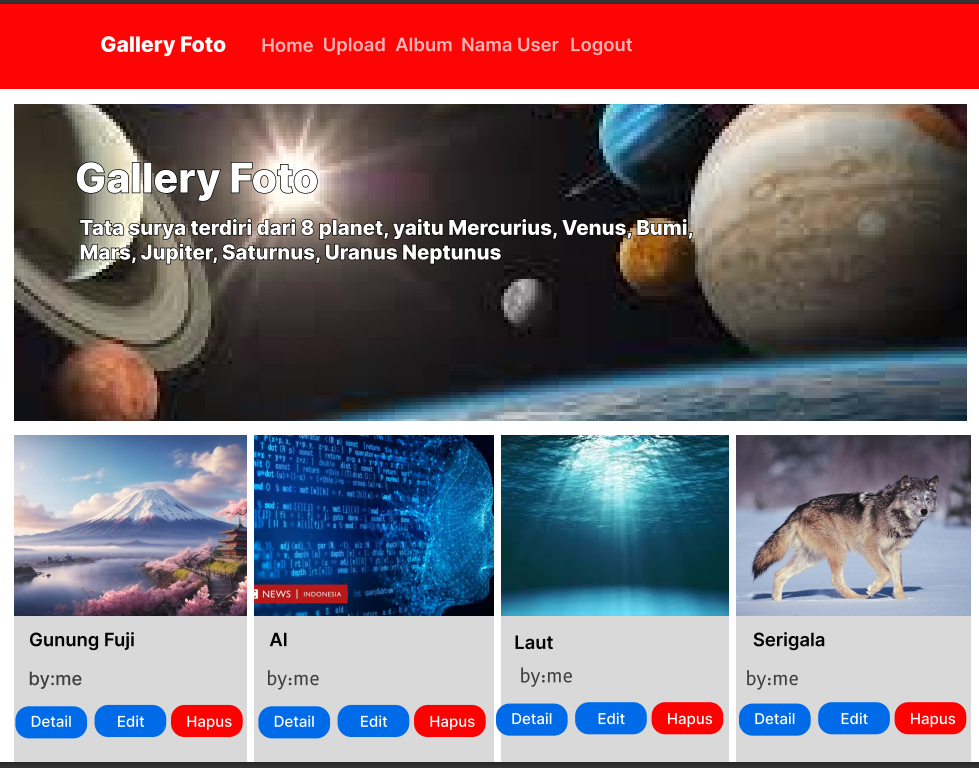 Gallery Foto
Home Upload Album Nama User Logout
Gallery Foto
Tata surya terdiri dari 8 planet, yaitu Mercurius, Venus, Bumi,
Mars, Jupiter, Saturnus, Uranus Neptunus
NEWS | INDONESIA
Gunung Fuji
by:me
Detail Edit Hapus
AI
by:me
Detail Edit Hapus
Laut
by:me
Detail Edit Hapus
Serigala
by:me
Detail Edit Hapus